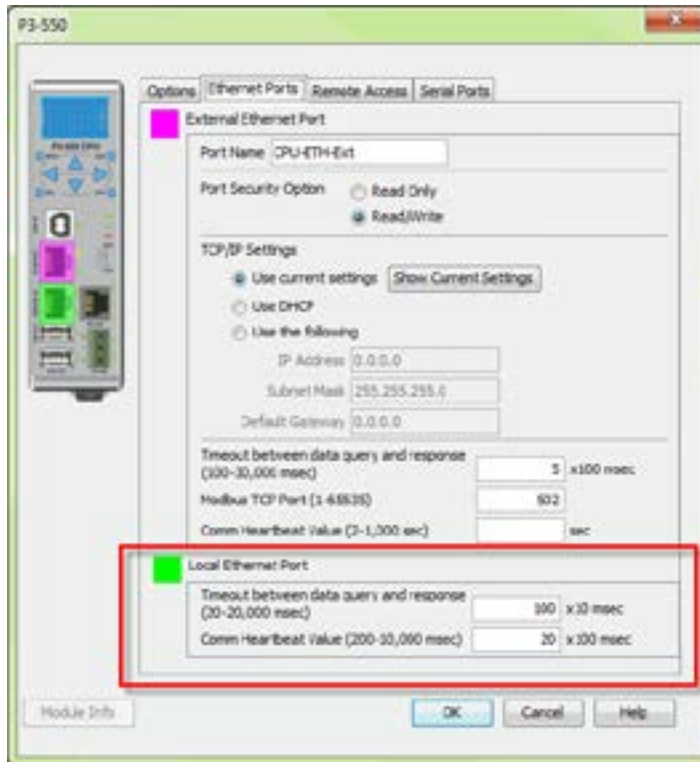 P3-550
Options Ethernet Ports Remote Access Serial Ports
External Ethernet Port
Port Name CPU-ETH-Ext
Port Security Option Read Only
Read/Write
TCP/IP Settings
Use current settings Show Current Settings
Use DHCP
Use the following
IP Address 0.0.0.0
Subnet Mask 255.255.255.0
Default Gateway 0.0.0.0
Timeout between data query and response
(100-30,000 msec) 5 x100 msec
Modbus TCP Port (1-65535) 502
Comm Heartbeat Value (2-1,000 sec) sec
Local Ethernet Port
Timeout between data query and response
(20-20,000 msec) 100 x10 msec
Comm Heartbeat Value (200-10,000 msec) 20 x100 msec
Module Info OK Cancel Help